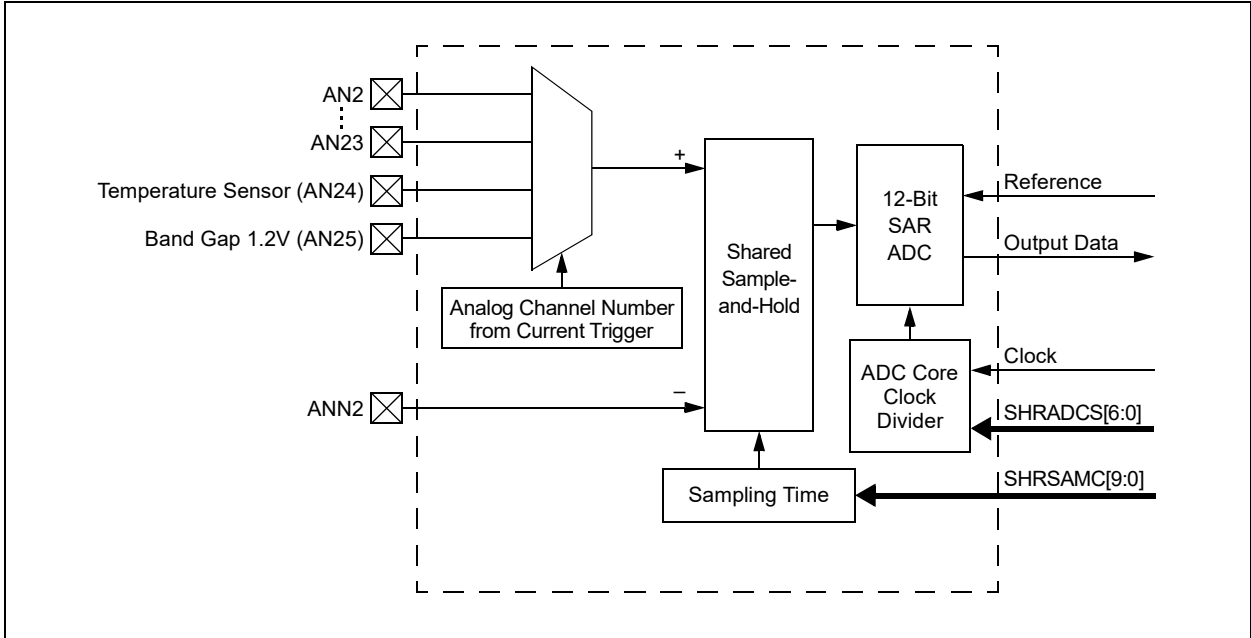 AN2
AN23
Temperature Sensor (AN24)
Band Gap 1.2V (AN25)
Analog Channel Number
from Current Trigger
ANN2
+
–
Shared
Sample-
and-Hold
12-Bit
SAR
ADC
Reference
Output Data
ADC Core
Clock
Divider
Clock
SHRADCS[6:0]
Sampling Time
SHRSAMC[9:0]